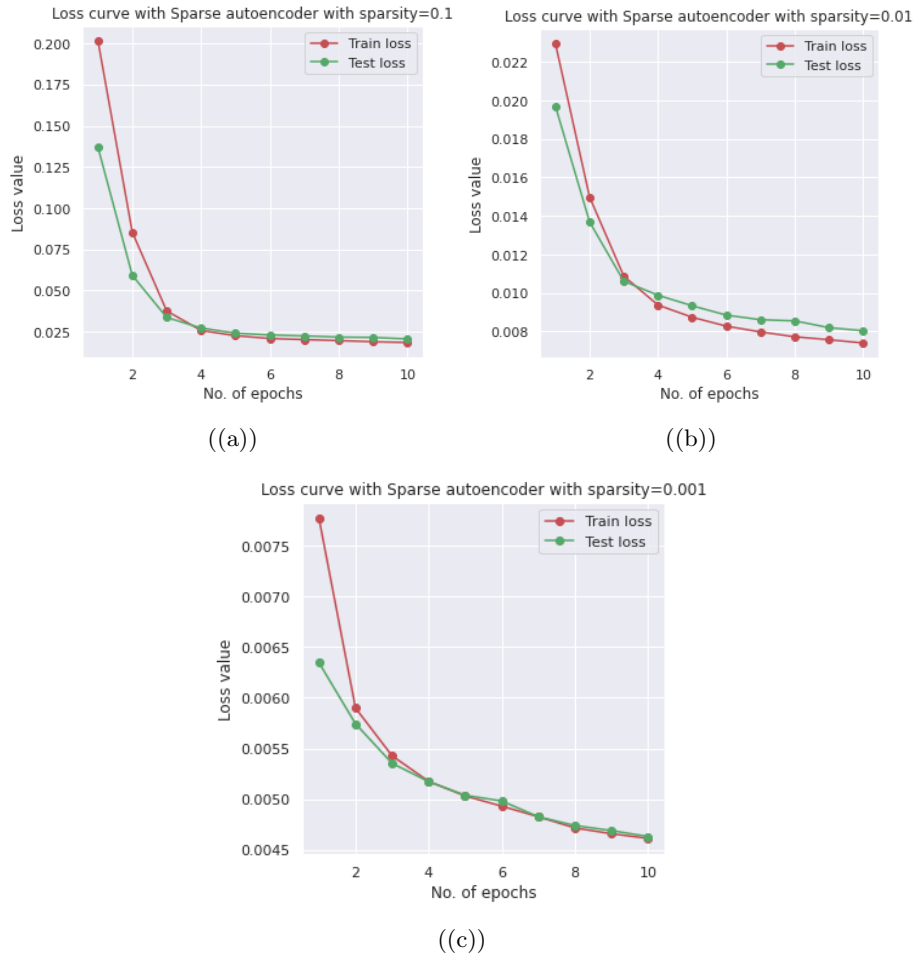 Loss curve with Sparse autoencoder with sparsity=0.1
Train loss
Test loss
Loss value
0.200
0.175
0.150
0.125
0.100
0.075
0.050
0.025
2 4 6 8 10
No. of epochs
((a))
Loss curve with Sparse autoencoder with sparsity=0.01
Train loss
Test loss
Loss value
0.022
0.020
0.018
0.016
0.014
0.012
0.010
0.008
2 4 6 8 10
No. of epochs
((b))
Loss curve with Sparse autoencoder with sparsity=0.001
Train loss
Test loss
Loss value
0.0075
0.0070
0.0065
0.0060
0.0055
0.0050
0.0045
2 4 6 8 10
No. of epochs
((c))